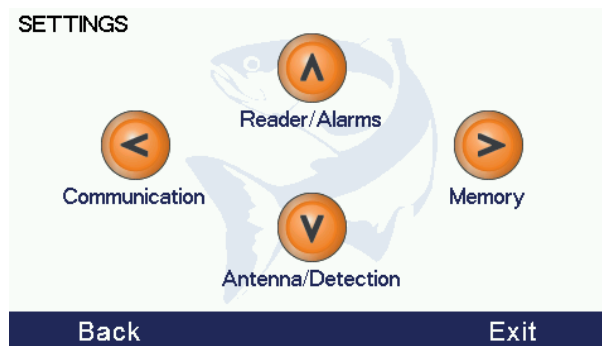 SETTINGS
Reader/Alarms
Communication
Memory
Antenna/Detection
Back
Exit